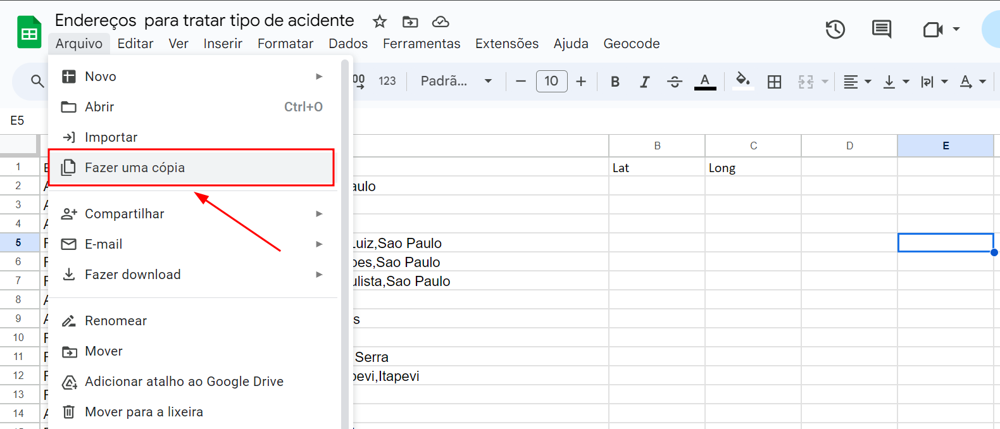 Endereços  para tratar tipo de acidente
Arquivo Editar Ver Inserir Formatar Dados Ferramentas Extensões Ajuda Geocode
Novo
Abrir Ctrl+O
Importar
Fazer uma cópia
Compartilhar
E-mail
Fazer download
Renomear
Mover
Adicionar atalho ao Google Drive
Mover para a lixeira
123 Padrã... 10 B I A A
E5
B C D E
1 Lat Long
2 aulo
3
4
5 Luiz,Sao Paulo
6 oes,Sao Paulo
7 ulista,Sao Paulo
8
9 s
10
11 Serra
12 pevi,Itapevi
13
14